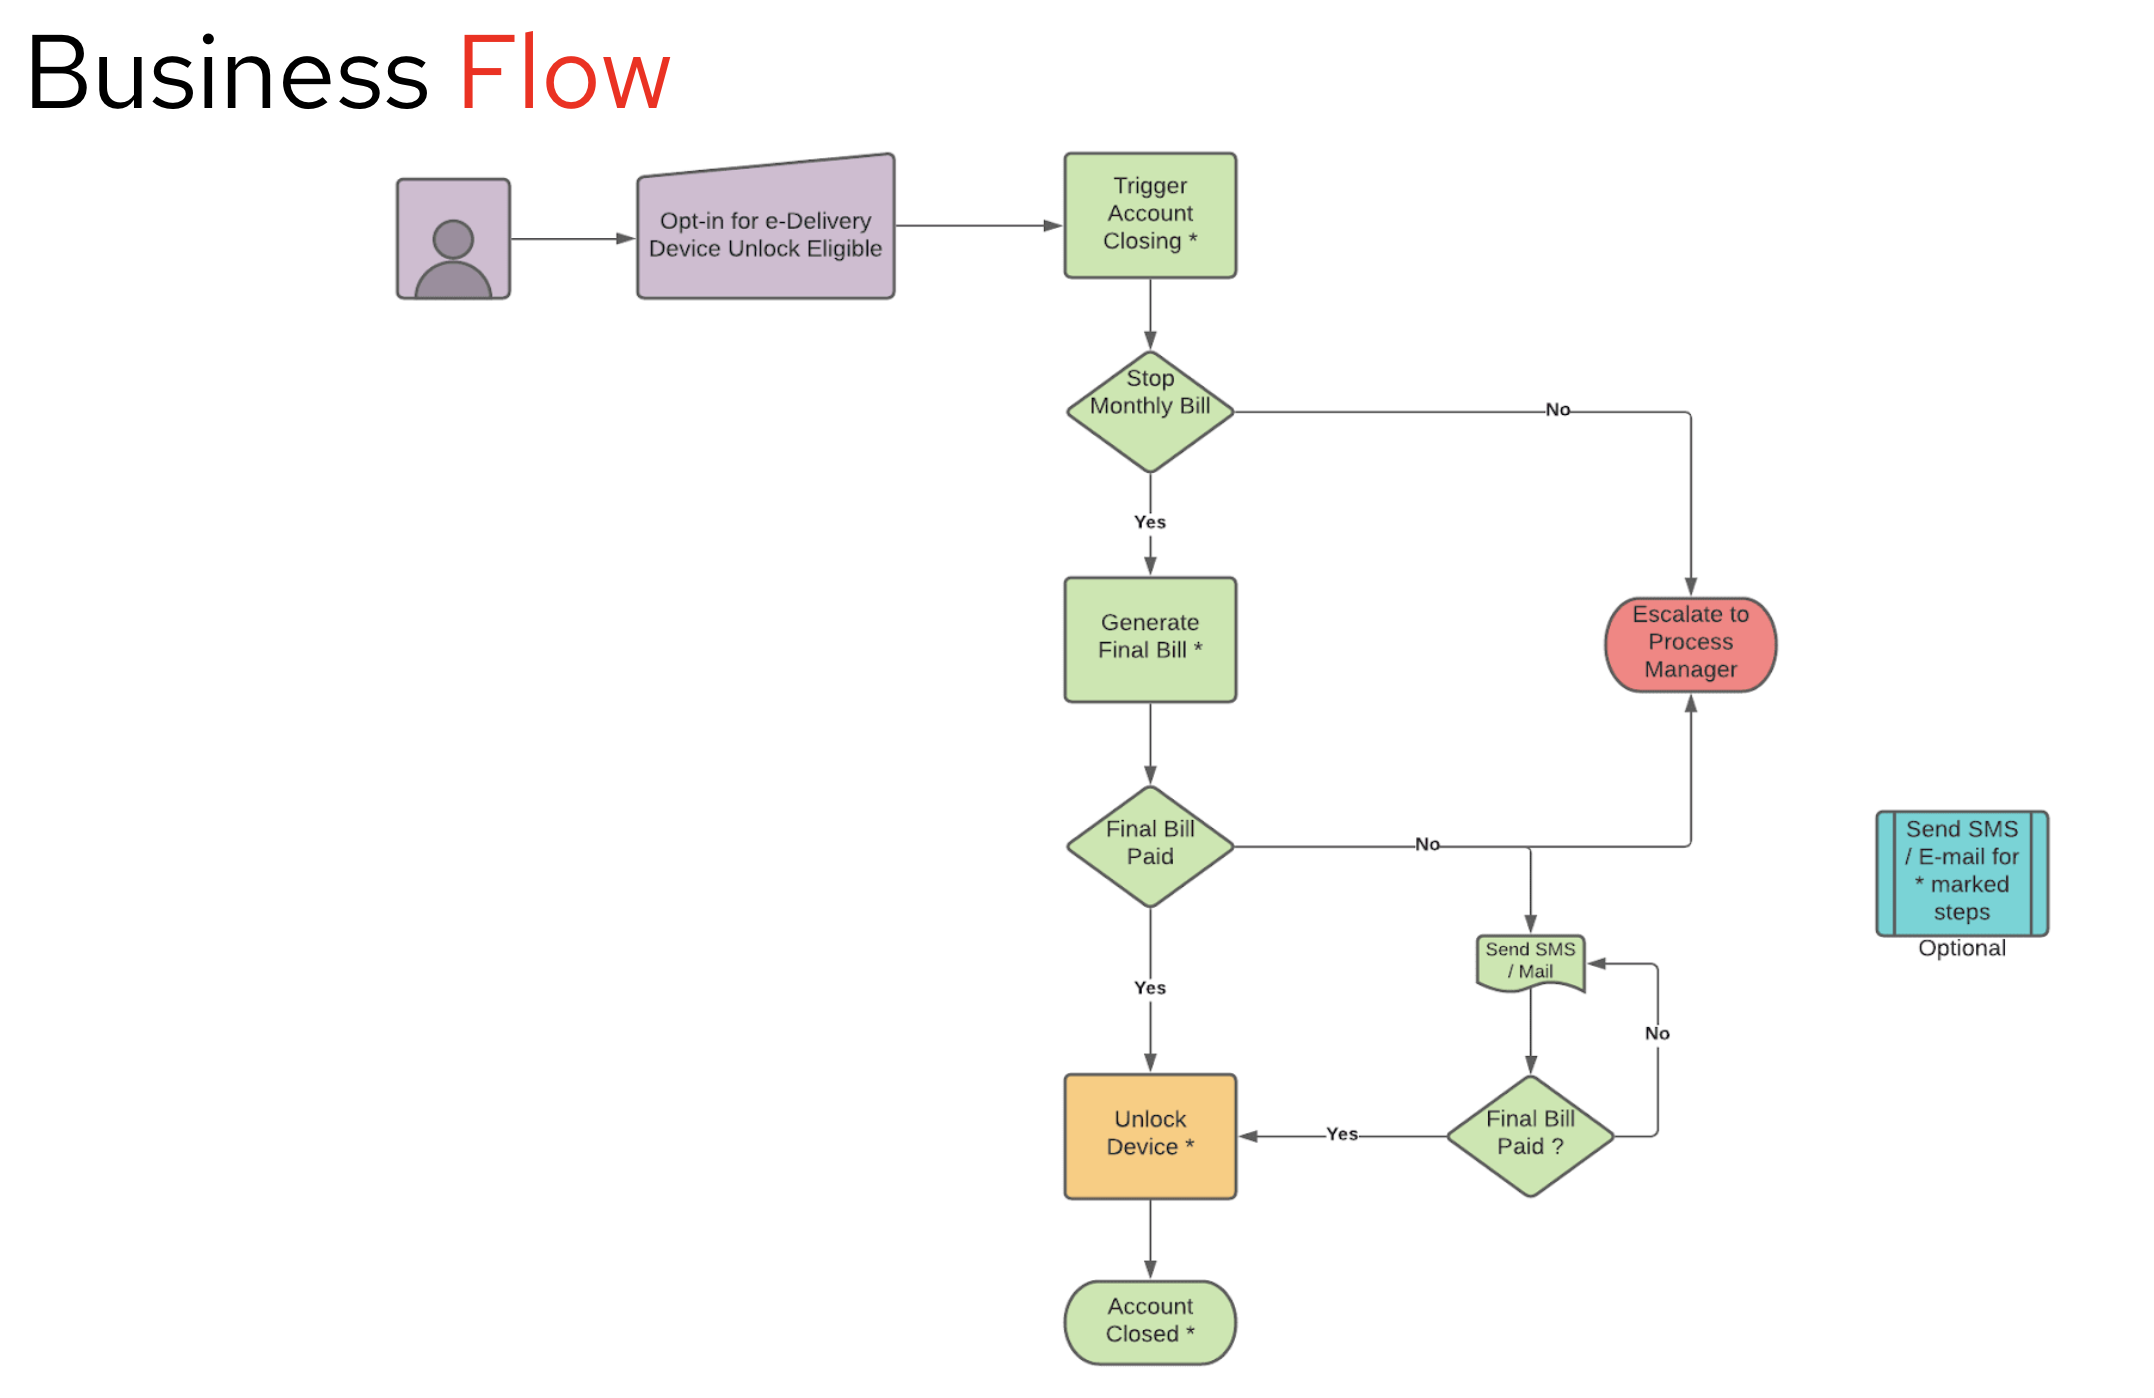 Business Flow
Opt-in for e-Delivery
Device Unlock Eligible
Trigger
Account
Closing *
Stop
Monthly Bill
No
Yes
Generate
Final Bill *
Escalate to
Process
Manager
Final Bill
Paid
No
Send SMS
/ E-mail for
* marked
steps
Optional
Yes
Send SMS
/ Mail
No
Unlock
Device *
Yes
Final Bill
Paid ?
Account
Closed *